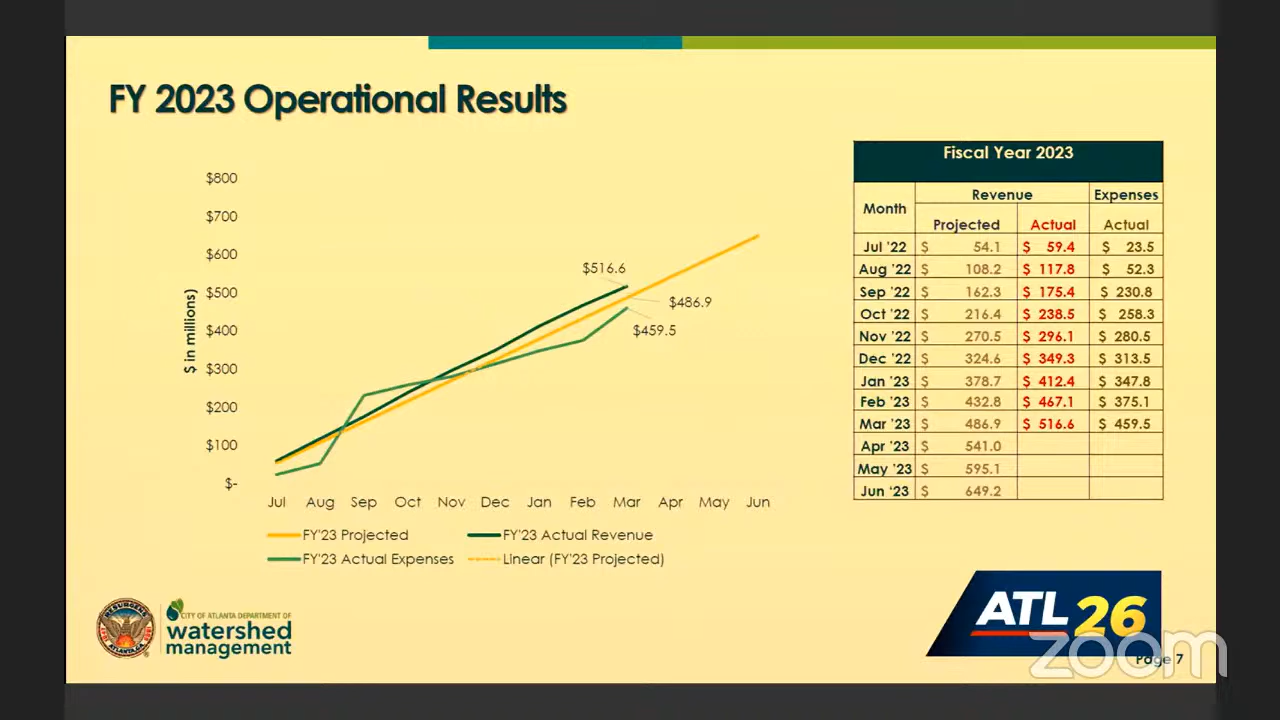 FY 2023 Operational Results
$ in millions)
$800
$700
$600
$500
$400
$300
$200
$100
$-
$516.6
$486.9
$459.5
Jul Aug Sep Oct Nov Dec Jan Feb Mar Apr May Jun
FY'23 Projected FY'23 Actual Revenue
FY'23 Actual Expenses Linear (FY'23 Projected)
Fiscal Year 2023
Month Revenue Expenses
Projected Actual Actual
Jul '22 $ 54.1 $ 59.4 $ 23.5
Aug '22 $ 108.2 $ 117.8 $ 52.3
Sep '22 $ 162.3 $ 175.4 $ 230.8
Oct '22 $ 216.4 $ 238.5 $ 258.3
Nov '22 $ 270.5 $ 296.1 $ 280.5
Dec '22 $ 324.6 $ 349.3 $ 313.5
Jan '23 $ 378.7 $ 412.4 $ 347.8
Feb '23 $ 432.8 $ 467.1 $ 375.1
Mar '23 $ 486.9 $ 516.6 $ 459.5
Apr '23 $ 541.0
May '23 $ 595.1
Jun '23 $ 649.2
RESURGENS
ATLANTA, GA.
CITY OF ATLANTA DEPARTMENT OF
watershed
management
ATL 26
zoom
Page 7